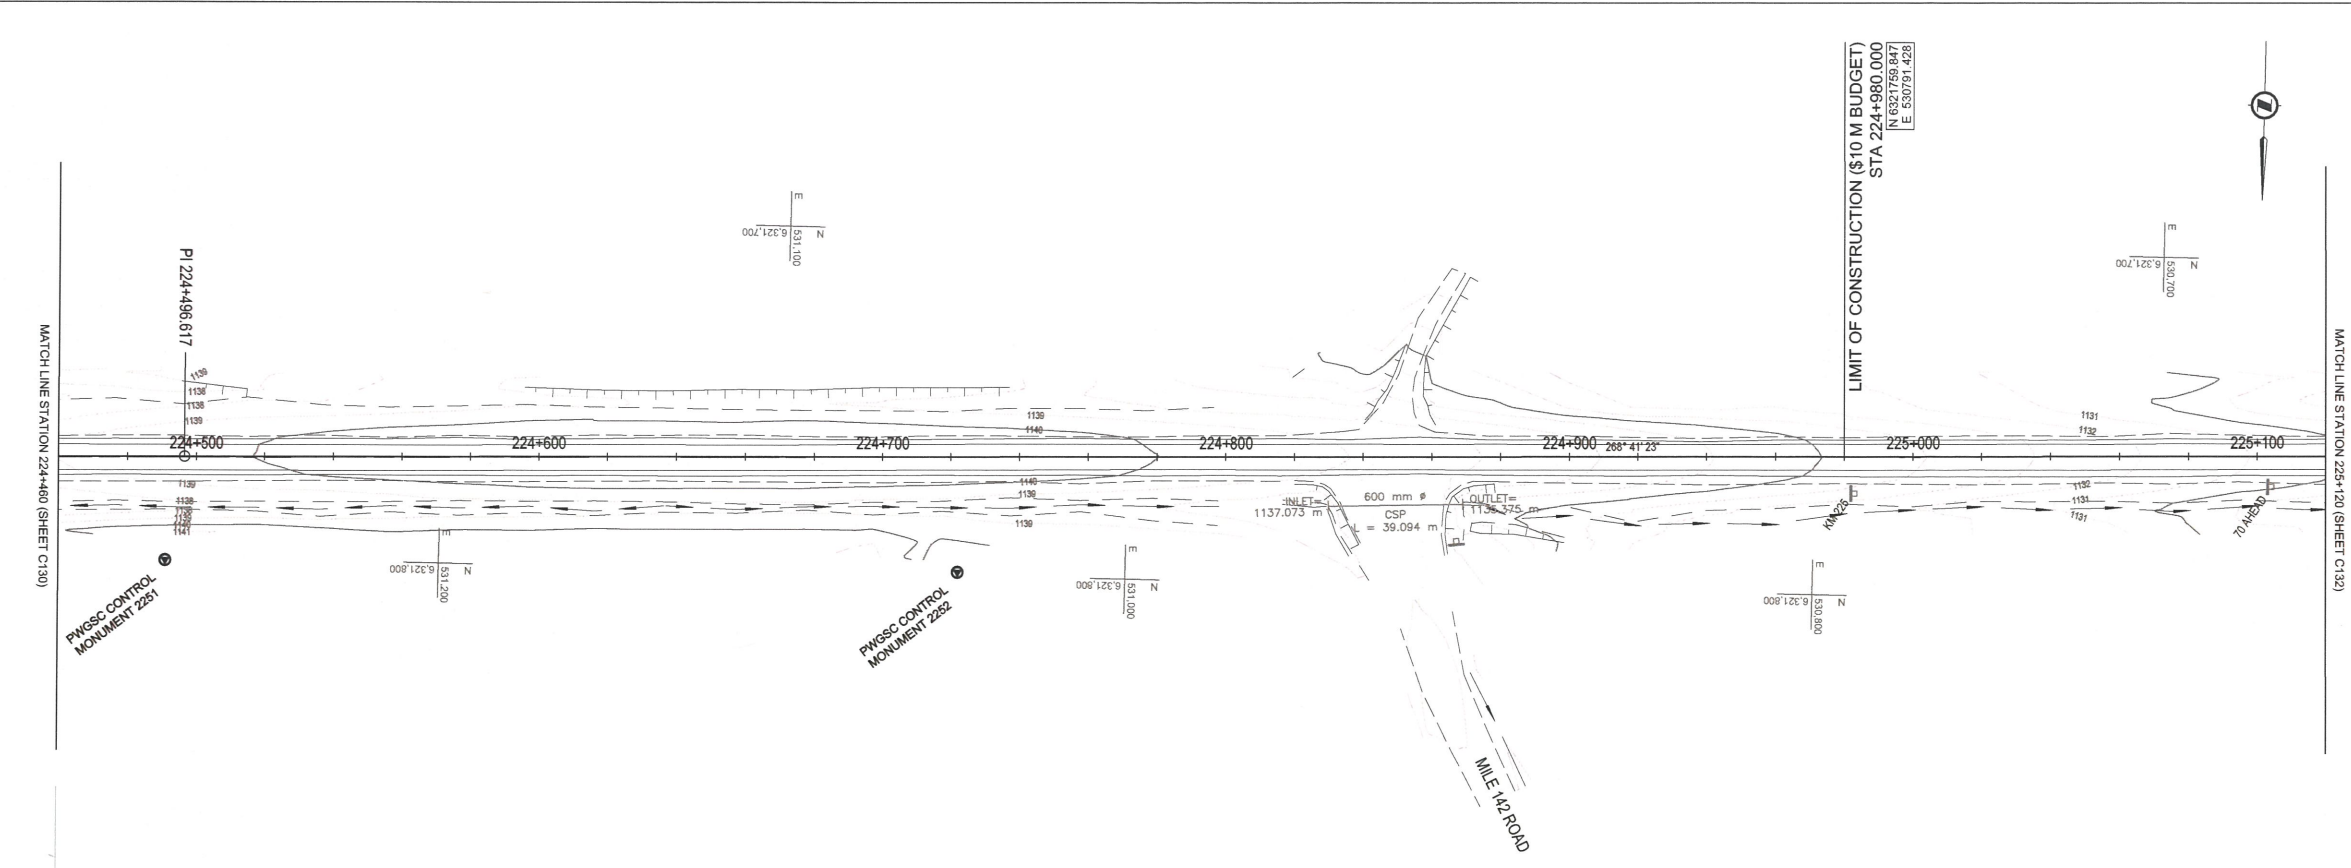 LIMIT OF CONSTRUCTION ($10 M BUDGET)
STA 224+980.000
N 6321759.847
E 530791.428
Z
E
N
6,321,700
531,100
E
N
6,321,700
530,700
PI 224+496.617
MATCH LINE STATION 224+460 (SHEET C130)
MATCH LINE STATION 225+120 (SHEET C132)
1139
1138
1138
1139
1139
1140
1131
1132
224+500
224+600
224+700
224+800
224+900
268° 41' 23"
225+000
225+100
1139
1138
1141
1140
1139
1139
INLET=
1137.073 m
600 mm ø
CSP
L = 39.094 m
OUTLET=
1135.375 m
KM 225
1132
1131
1131
70 AHEAD
PWGSC CONTROL
MONUMENT 2251
E
N
6,321,800
531,200
PWGSC CONTROL
MONUMENT 2252
E
N
6,321,800
531,000
E
N
6,321,800
530,800
MILE 142 ROAD